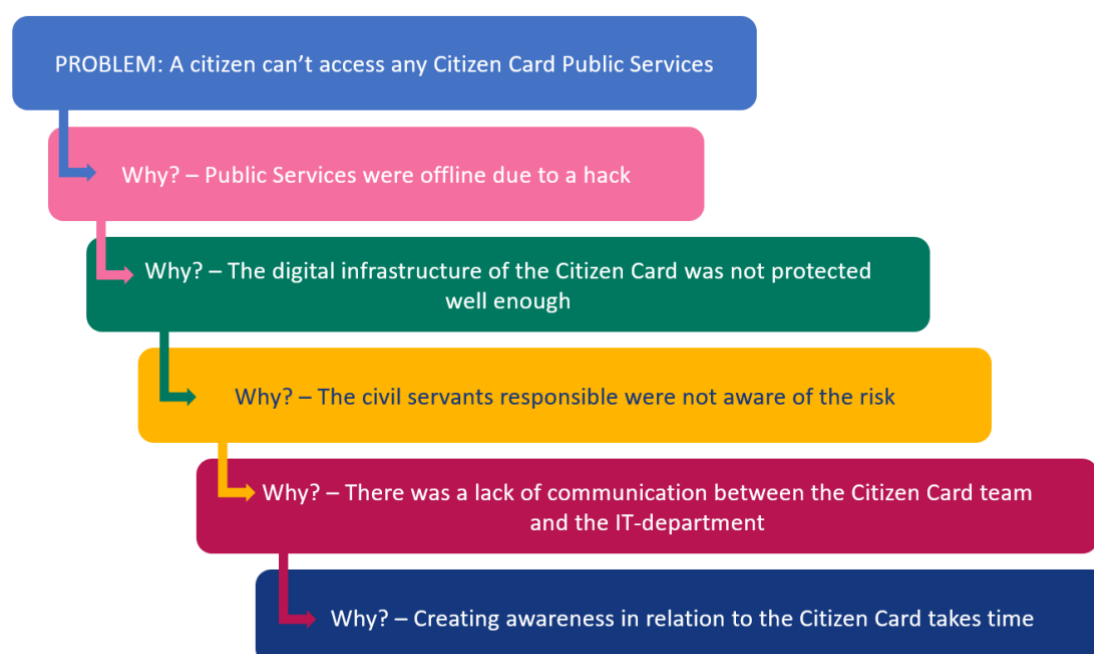 PROBLEM: A citizen can’t access any Citizen Card Public Services
Why? – Public Services were offline due to a hack
Why? – The digital infrastructure of the Citizen Card was not protected
well enough
Why? – The civil servants responsible were not aware of the risk
Why? – There was a lack of communication between the Citizen Card team
and the IT-department
Why? – Creating awareness in relation to the Citizen Card takes time